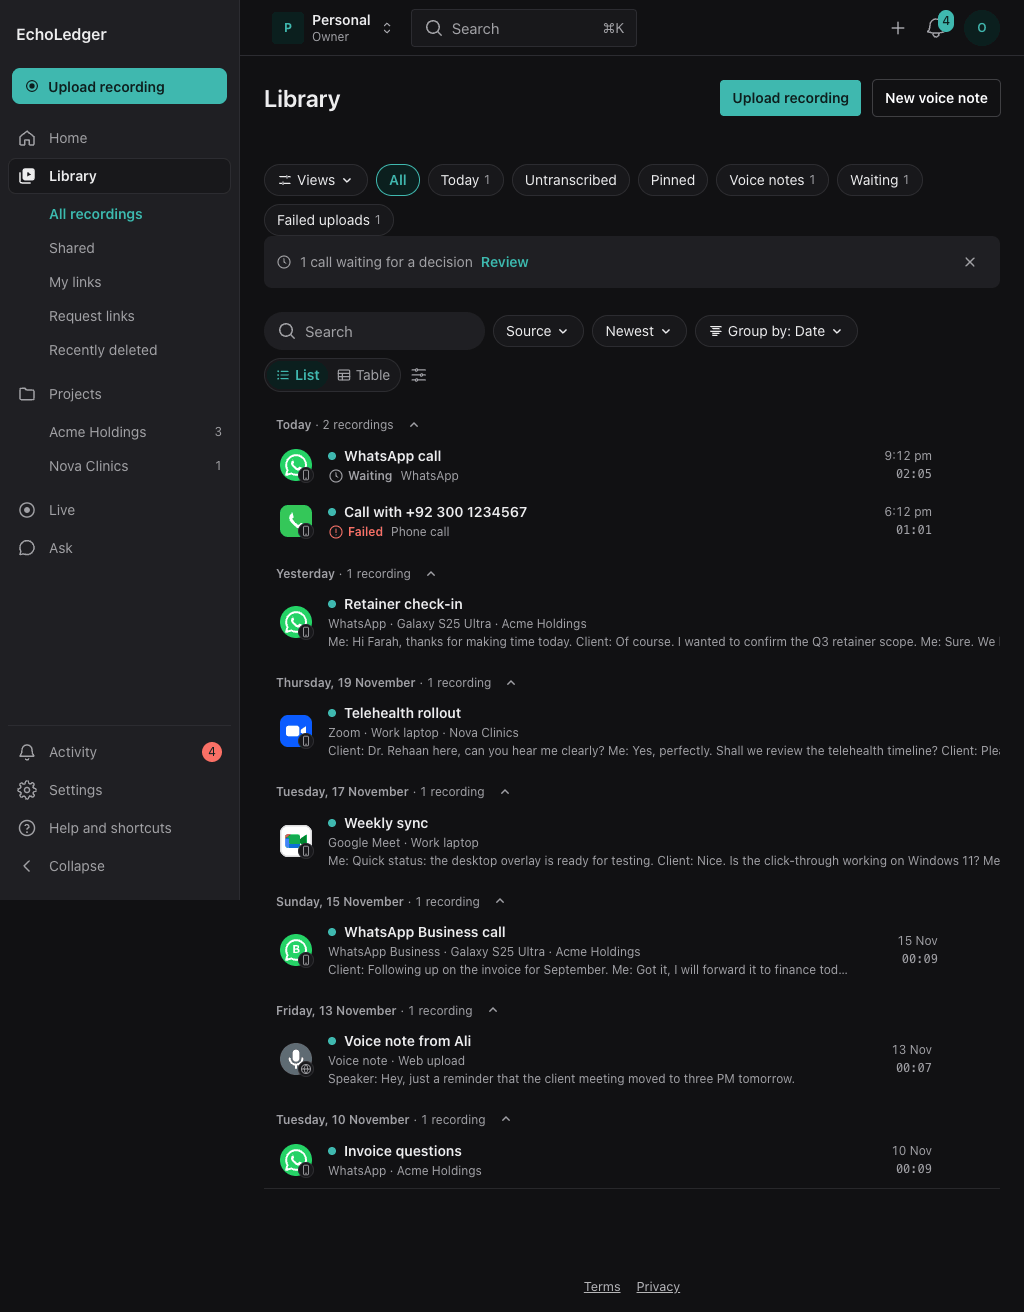 EchoLedger
Upload recording
Home
Library
All recordings
Shared
My links
Request links
Recently deleted
Projects
Acme Holdings 3
Nova Clinics 1
Live
Ask
Activity 4
Settings
Help and shortcuts
Collapse
P Personal
Owner
Search ⌘K
4
O
Library
Upload recording
New voice note
Views All Today 1 Untranscribed Pinned Voice notes 1 Waiting 1
Failed uploads 1
1 call waiting for a decision Review
Search Source Newest Group by: Date
List Table
Today · 2 recordings
WhatsApp call 9:12 pm
Waiting WhatsApp 02:05
Call with +92 300 1234567 6:12 pm
Failed Phone call 01:01
Yesterday · 1 recording
Retainer check-in
WhatsApp · Galaxy S25 Ultra · Acme Holdings
Me: Hi Farah, thanks for making time today. Client: Of course. I wanted to confirm the Q3 retainer scope. Me: Sure. We
Thursday, 19 November · 1 recording
Telehealth rollout
Zoom · Work laptop · Nova Clinics
Client: Dr. Rehaan here, can you hear me clearly? Me: Yes, perfectly. Shall we review the telehealth timeline? Client:
Tuesday, 17 November · 1 recording
Weekly sync
Google Meet · Work laptop
Me: Quick status: the desktop overlay is ready for testing. Client: Nice. Is the click-through working on Windows 11? Me
Sunday, 15 November · 1 recording
B
WhatsApp Business call
WhatsApp Business · Galaxy S25 Ultra · Acme Holdings 15 Nov
Client: Following up on the invoice for September. Me: Got it, I will forward it to finance tod... 00:09
Friday, 13 November · 1 recording
Voice note from Ali
Voice note · Web upload 13 Nov
Speaker: Hey, just a reminder that the client meeting moved to three PM tomorrow. 00:07
Tuesday, 10 November · 1 recording
Invoice questions 10 Nov
WhatsApp · Acme Holdings 00:09
Terms Privacy